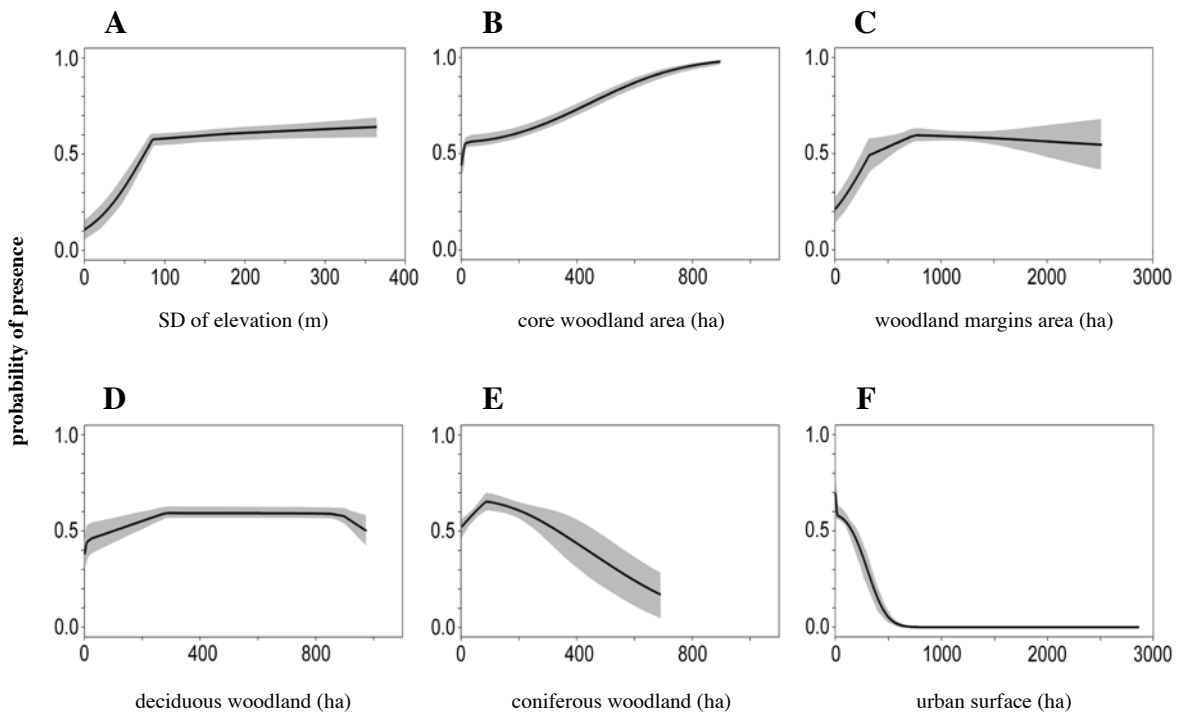 A B C
1.0 1.0 1.0
0.5 0.5 0.5
0.0 0.0 0.0
0 100 200 300 400 0 400 800 0 1000 2000 3000
SD of elevation (m) core woodland area (ha) woodland margins area (ha)
probability of presence
D E F
1.0 1.0 1.0
0.5 0.5 0.5
0.0 0.0 0.0
0 400 800 0 400 800 0 1000 2000 3000
deciduous woodland (ha) coniferous woodland (ha) urban surface (ha)